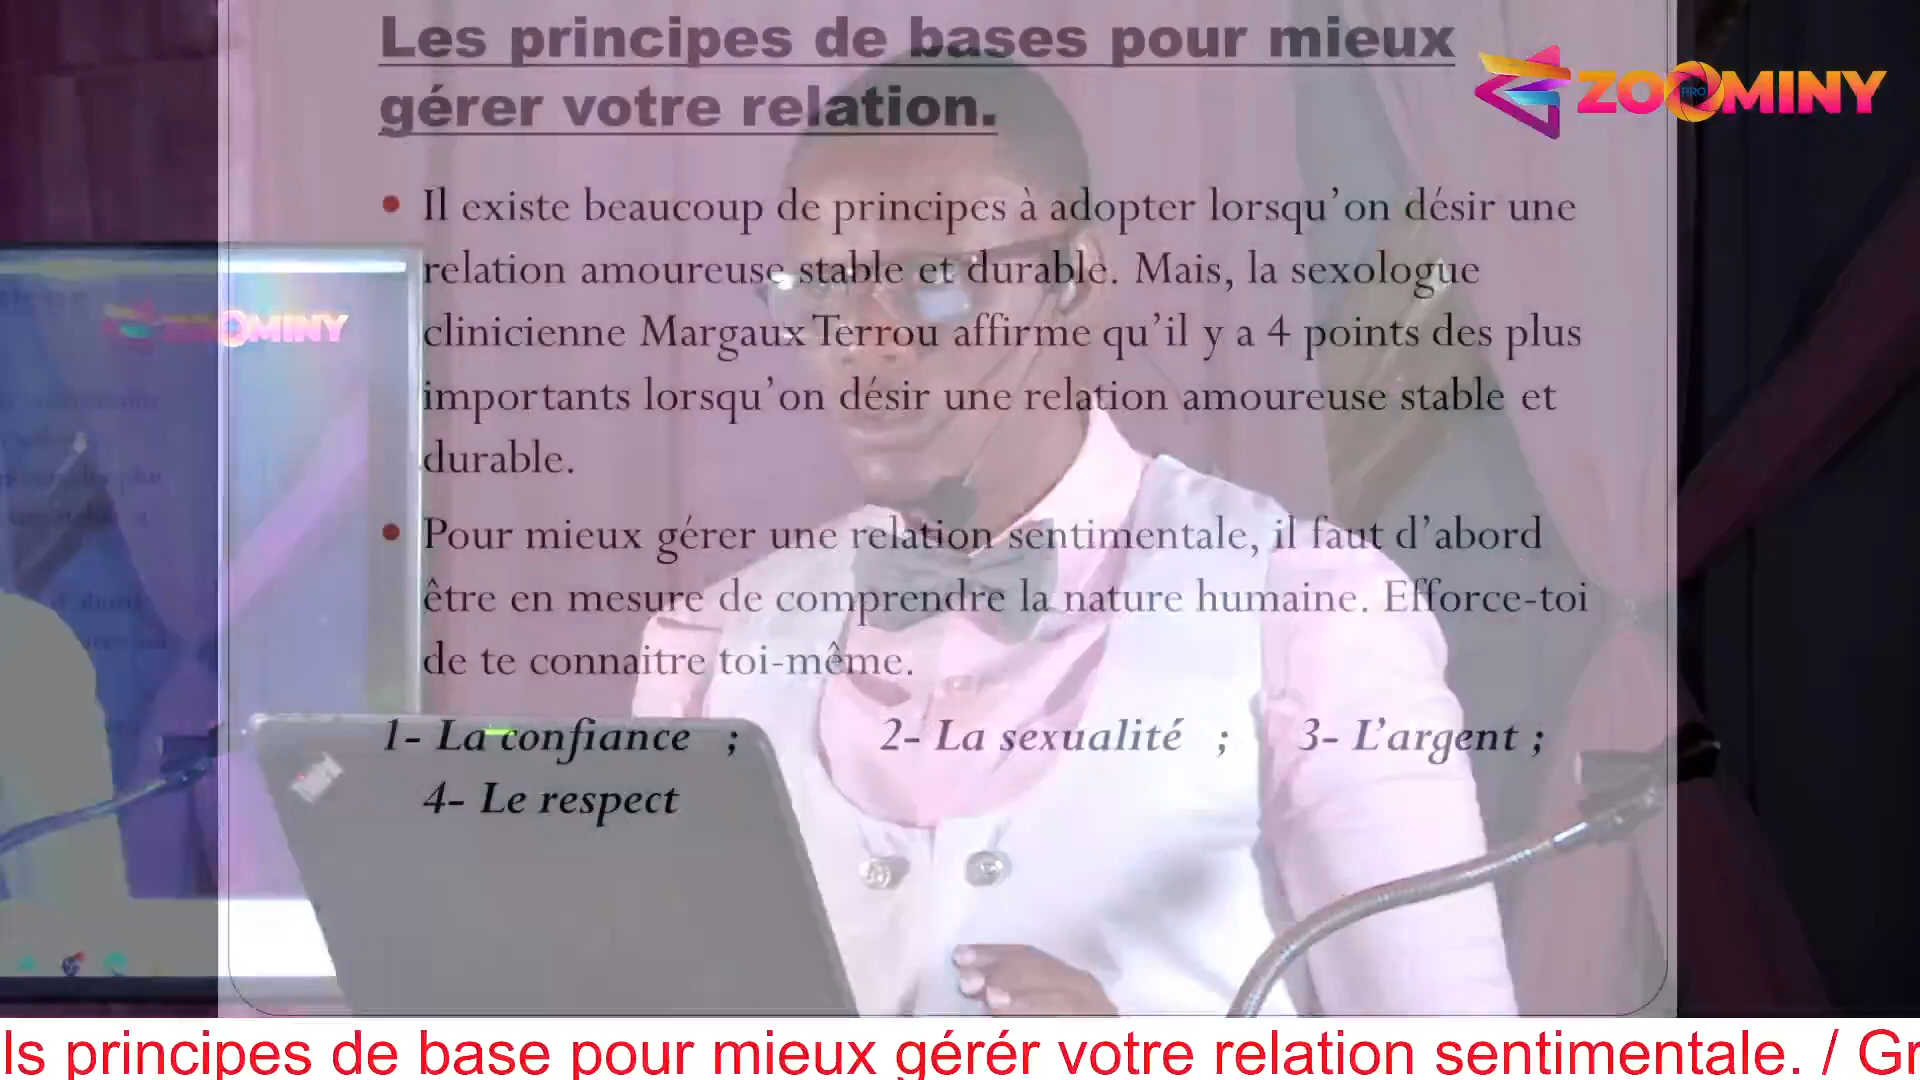 Les principes de bases pour mieux
gérer votre relation.
ZOOMINY
PRO
• Il existe beaucoup de principes à adopter lorsqu’on désir une
relation amoureuse stable et durable. Mais, la sexologue
clinicienne Margaux Terrou affirme qu’il y a 4 points des plus
importants lorsqu’on désir une relation amoureuse stable et
durable.
ZOOMINY
• Pour mieux gérer une relation sentimentale, il faut d’abord
être en mesure de comprendre la nature humaine. Efforce-toi
de te connaitre toi-même.
1- La confiance ; 2- La sexualité ; 3- L’argent ;
4- Le respect
ls principes de base pour mieux gérér votre relation sentimentale. / Gr